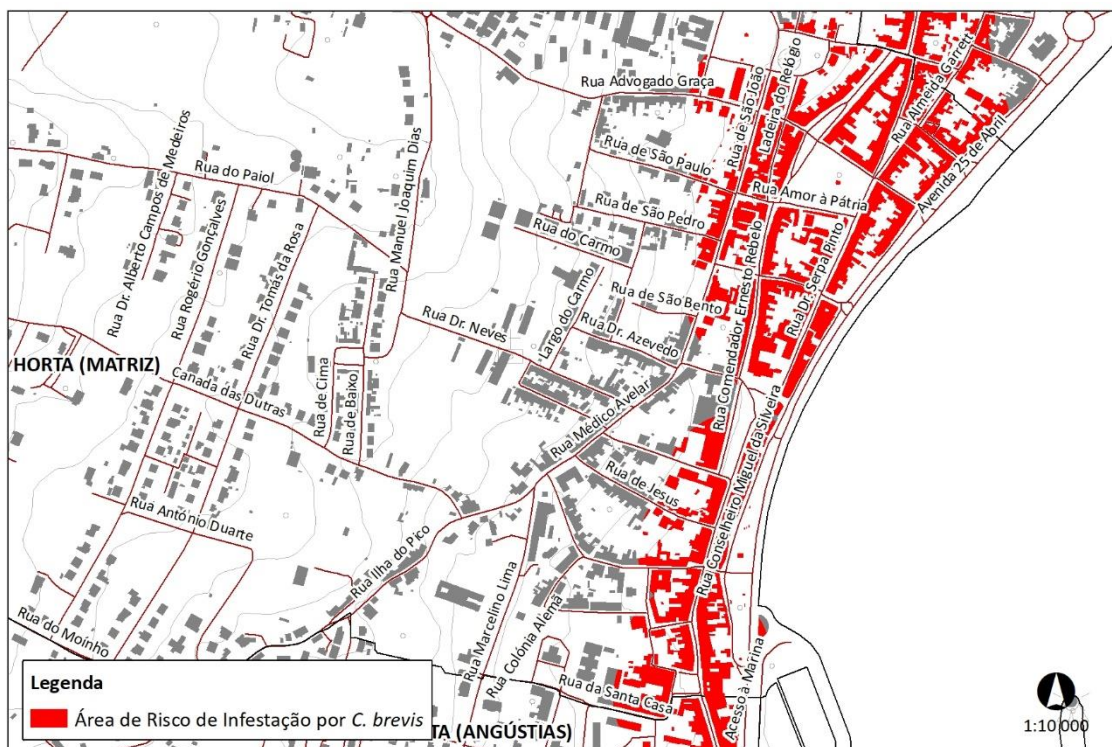 Rua Advogado Graça
Rua de São João
Ladeira do Relógio
Rua Almeida Garrett
Avenida 25 de Abril
Rua Dr. Alberto Campos de Medeiros
Rua do Paiol
Rua Manuel Joaquim Dias
Rua de São Paulo
Rua Amor à Pátria
Rua de São Pedro
Rua do Carmo
Rua Rogério Gonçalves
Rua Dr. Tomás da Rosa
Rua Comendador Ernesto Rebelo
Rua Dr. Serpa Pinto
Rua de São Bento
Largo do Carmo
Rua Dr. Neves
Rua Dr. Azevedo
HORTA (MATRIZ)
Canada das Dutras
Rua de Cima
Rua de Baixo
Rua Médico Avelar
Rua Conselheiro Miguel da Silveira
Rua de Jesus
Rua António Duarte
Rua Ilha do Pico
Rua Marcelino Lima
Rua Colónia Alemã
Rua do Moinho
Rua da Santa Casa
Acesso à Marina
Legenda
Área de Risco de Infestação por C. brevis
TA (ANGÚSTIAS)
1:10 000